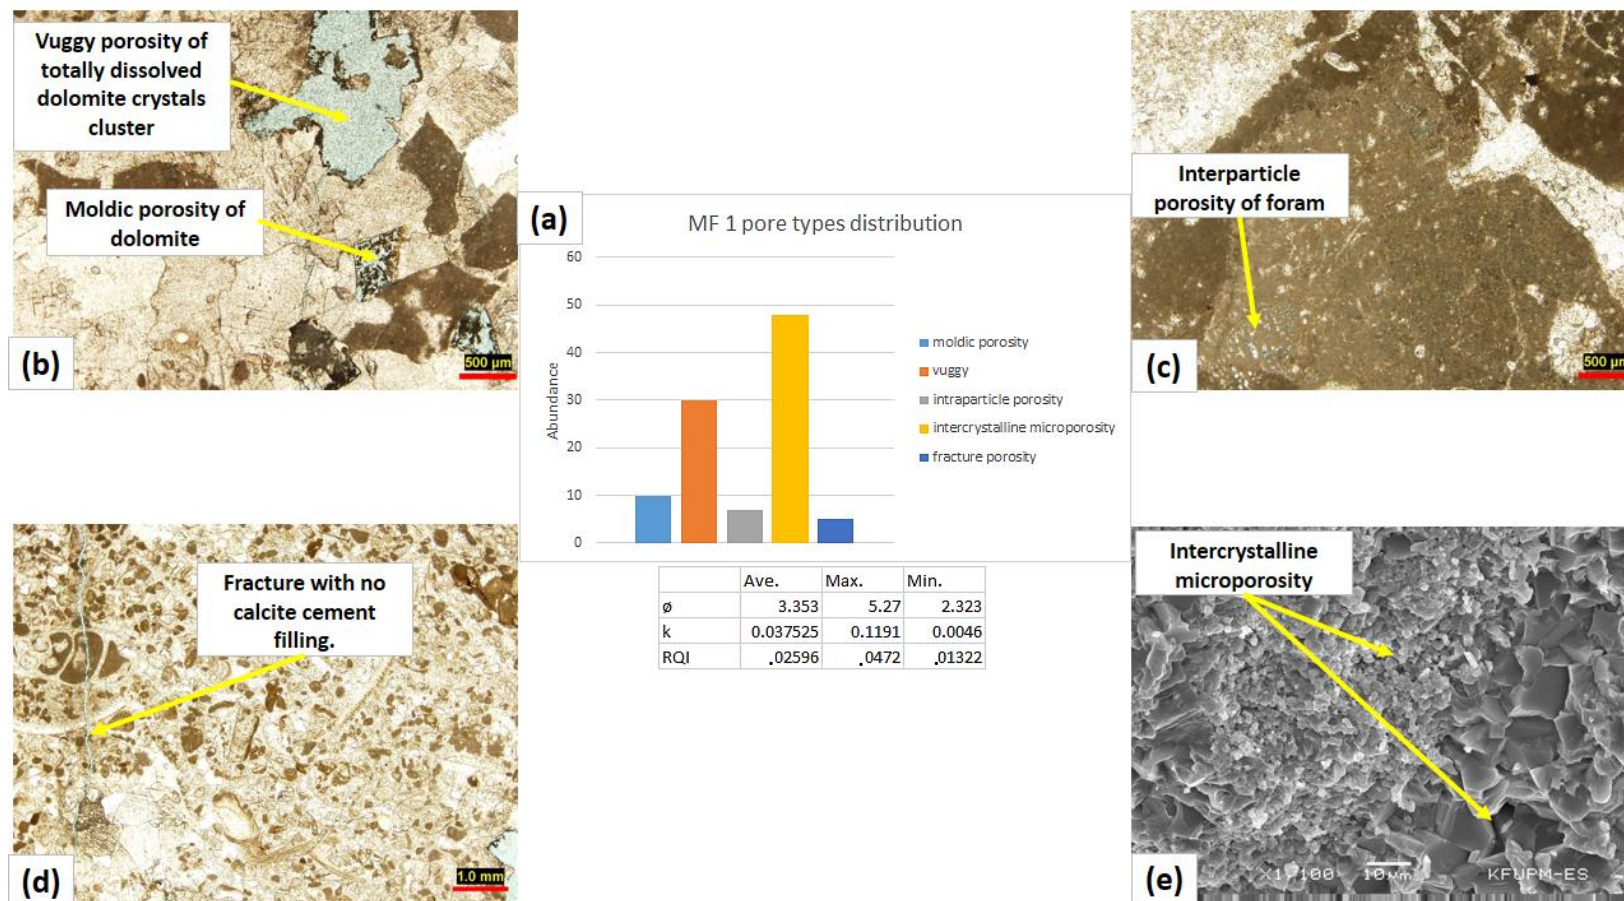 Vuggy porosity of
totally dissolved
dolomite crystals
cluster
Moldic porosity of
dolomite
(b)
500 µm
(a)
MF 1 pore types distribution
Abundance
60
50
40
30
20
10
0
moldic porosity
vuggy
intraparticle porosity
intercrystalline microporosity
fracture porosity
Ave. Max. Min.
ø 3.353 5.27 2.323
k 0.037525 0.1191 0.0046
RQI .02596 .0472 .01322
Interparticle
porosity of foram
(c)
500 µm
Fracture with no
calcite cement
filling.
(d)
1.0 mm
Intercrystalline
microporosity
(e)
X1,100 10µm KFUPM-ES